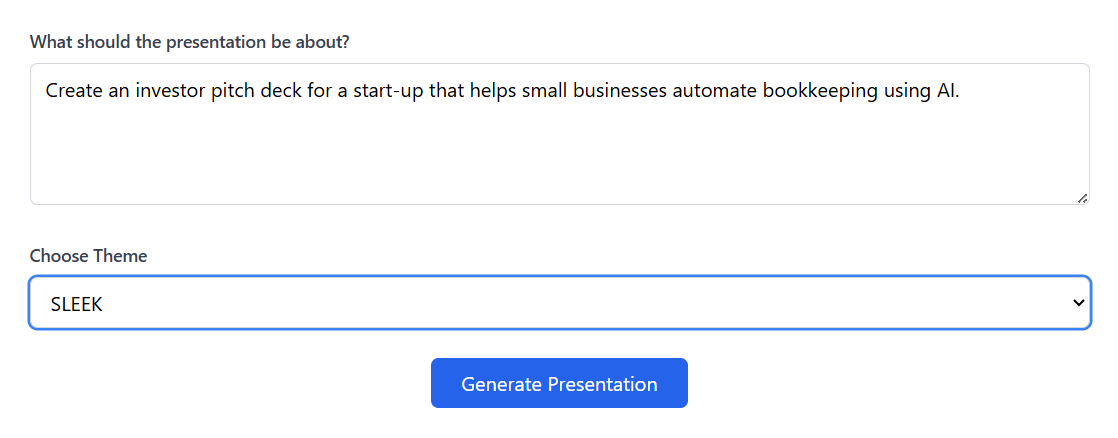 What should the presentation be about?
Create an investor pitch deck for a start-up that helps small businesses automate bookkeeping using AI.
Choose Theme
SLEEK
Generate Presentation